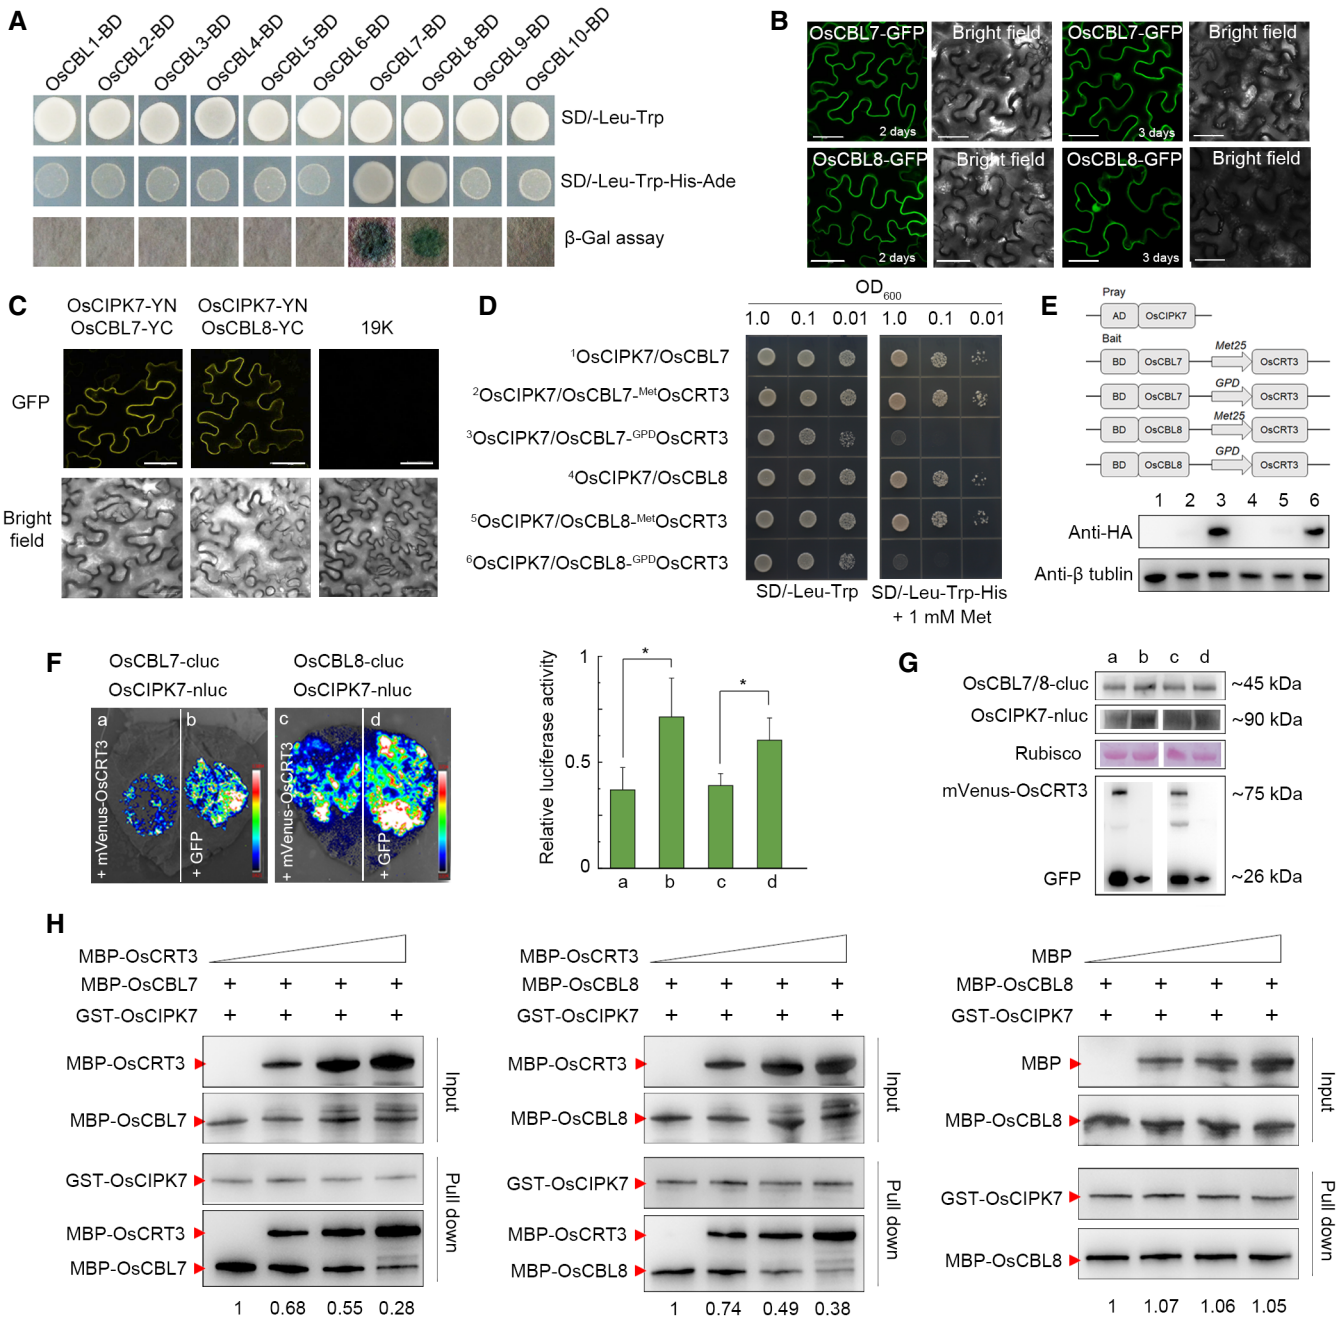 A
OsCBL1-BD
OsCBL2-BD
OsCBL3-BD
OsCBL4-BD
OsCBL5-BD
OsCBL6-BD
OsCBL7-BD
OsCBL8-BD
OsCBL9-BD
OsCBL10-BD
SD/-Leu-Trp
SD/-Leu-Trp-His-Ade
β-Gal assay
B
OsCBL7-GFP
Bright field
OsCBL7-GFP
Bright field
2 days
3 days
OsCBL8-GFP
Bright field
OsCBL8-GFP
Bright field
2 days
3 days
C
OsCIPK7-YN
OsCBL7-YC
OsCIPK7-YN
OsCBL8-YC
19K
GFP
Bright
field
D
OD600
1.0 0.1 0.01 1.0 0.1 0.01
1OsCIPK7/OsCBL7
2OsCIPK7/OsCBL7-MetOsCRT3
3OsCIPK7/OsCBL7-GPDOsCRT3
4OsCIPK7/OsCBL8
5OsCIPK7/OsCBL8-MetOsCRT3
6OsCIPK7/OsCBL8-GPDOsCRT3
SD/-Leu-Trp
SD/-Leu-Trp-His
+ 1 mM Met
E
Pray
AD OsCIPK7
Bait
BD OsCBL7 Met25 OsCRT3
BD OsCBL7 GPD OsCRT3
BD OsCBL8 Met25 OsCRT3
BD OsCBL8 GPD OsCRT3
1 2 3 4 5 6
Anti-HA
Anti-β tublin
F
OsCBL7-cluc
OsCIPK7-nluc
OsCBL8-cluc
OsCIPK7-nluc
a
b
c
d
+ mVenus-OsCRT3
+ GFP
+ mVenus-OsCRT3
+ GFP
Relative luciferase activity
1
0.5
0
*
*
a b c d
G
a b c d
OsCBL7/8-cluc ~45 kDa
OsCIPK7-nluc ~90 kDa
Rubisco
mVenus-OsCRT3 ~75 kDa
GFP ~26 kDa
H
MBP-OsCRT3
MBP-OsCBL7 + + + +
GST-OsCIPK7 + + + +
MBP-OsCRT3
MBP-OsCBL7
Input
GST-OsCIPK7
MBP-OsCRT3
MBP-OsCBL7
Pull down
1 0.68 0.55 0.28
MBP-OsCRT3
MBP-OsCBL8 + + + +
GST-OsCIPK7 + + + +
MBP-OsCRT3
MBP-OsCBL8
Input
GST-OsCIPK7
MBP-OsCRT3
MBP-OsCBL8
Pull down
1 0.74 0.49 0.38
MBP
MBP-OsCBL8 + + + +
GST-OsCIPK7 + + + +
MBP
MBP-OsCBL8
Input
GST-OsCIPK7
MBP-OsCBL8
Pull down
1 1.07 1.06 1.05